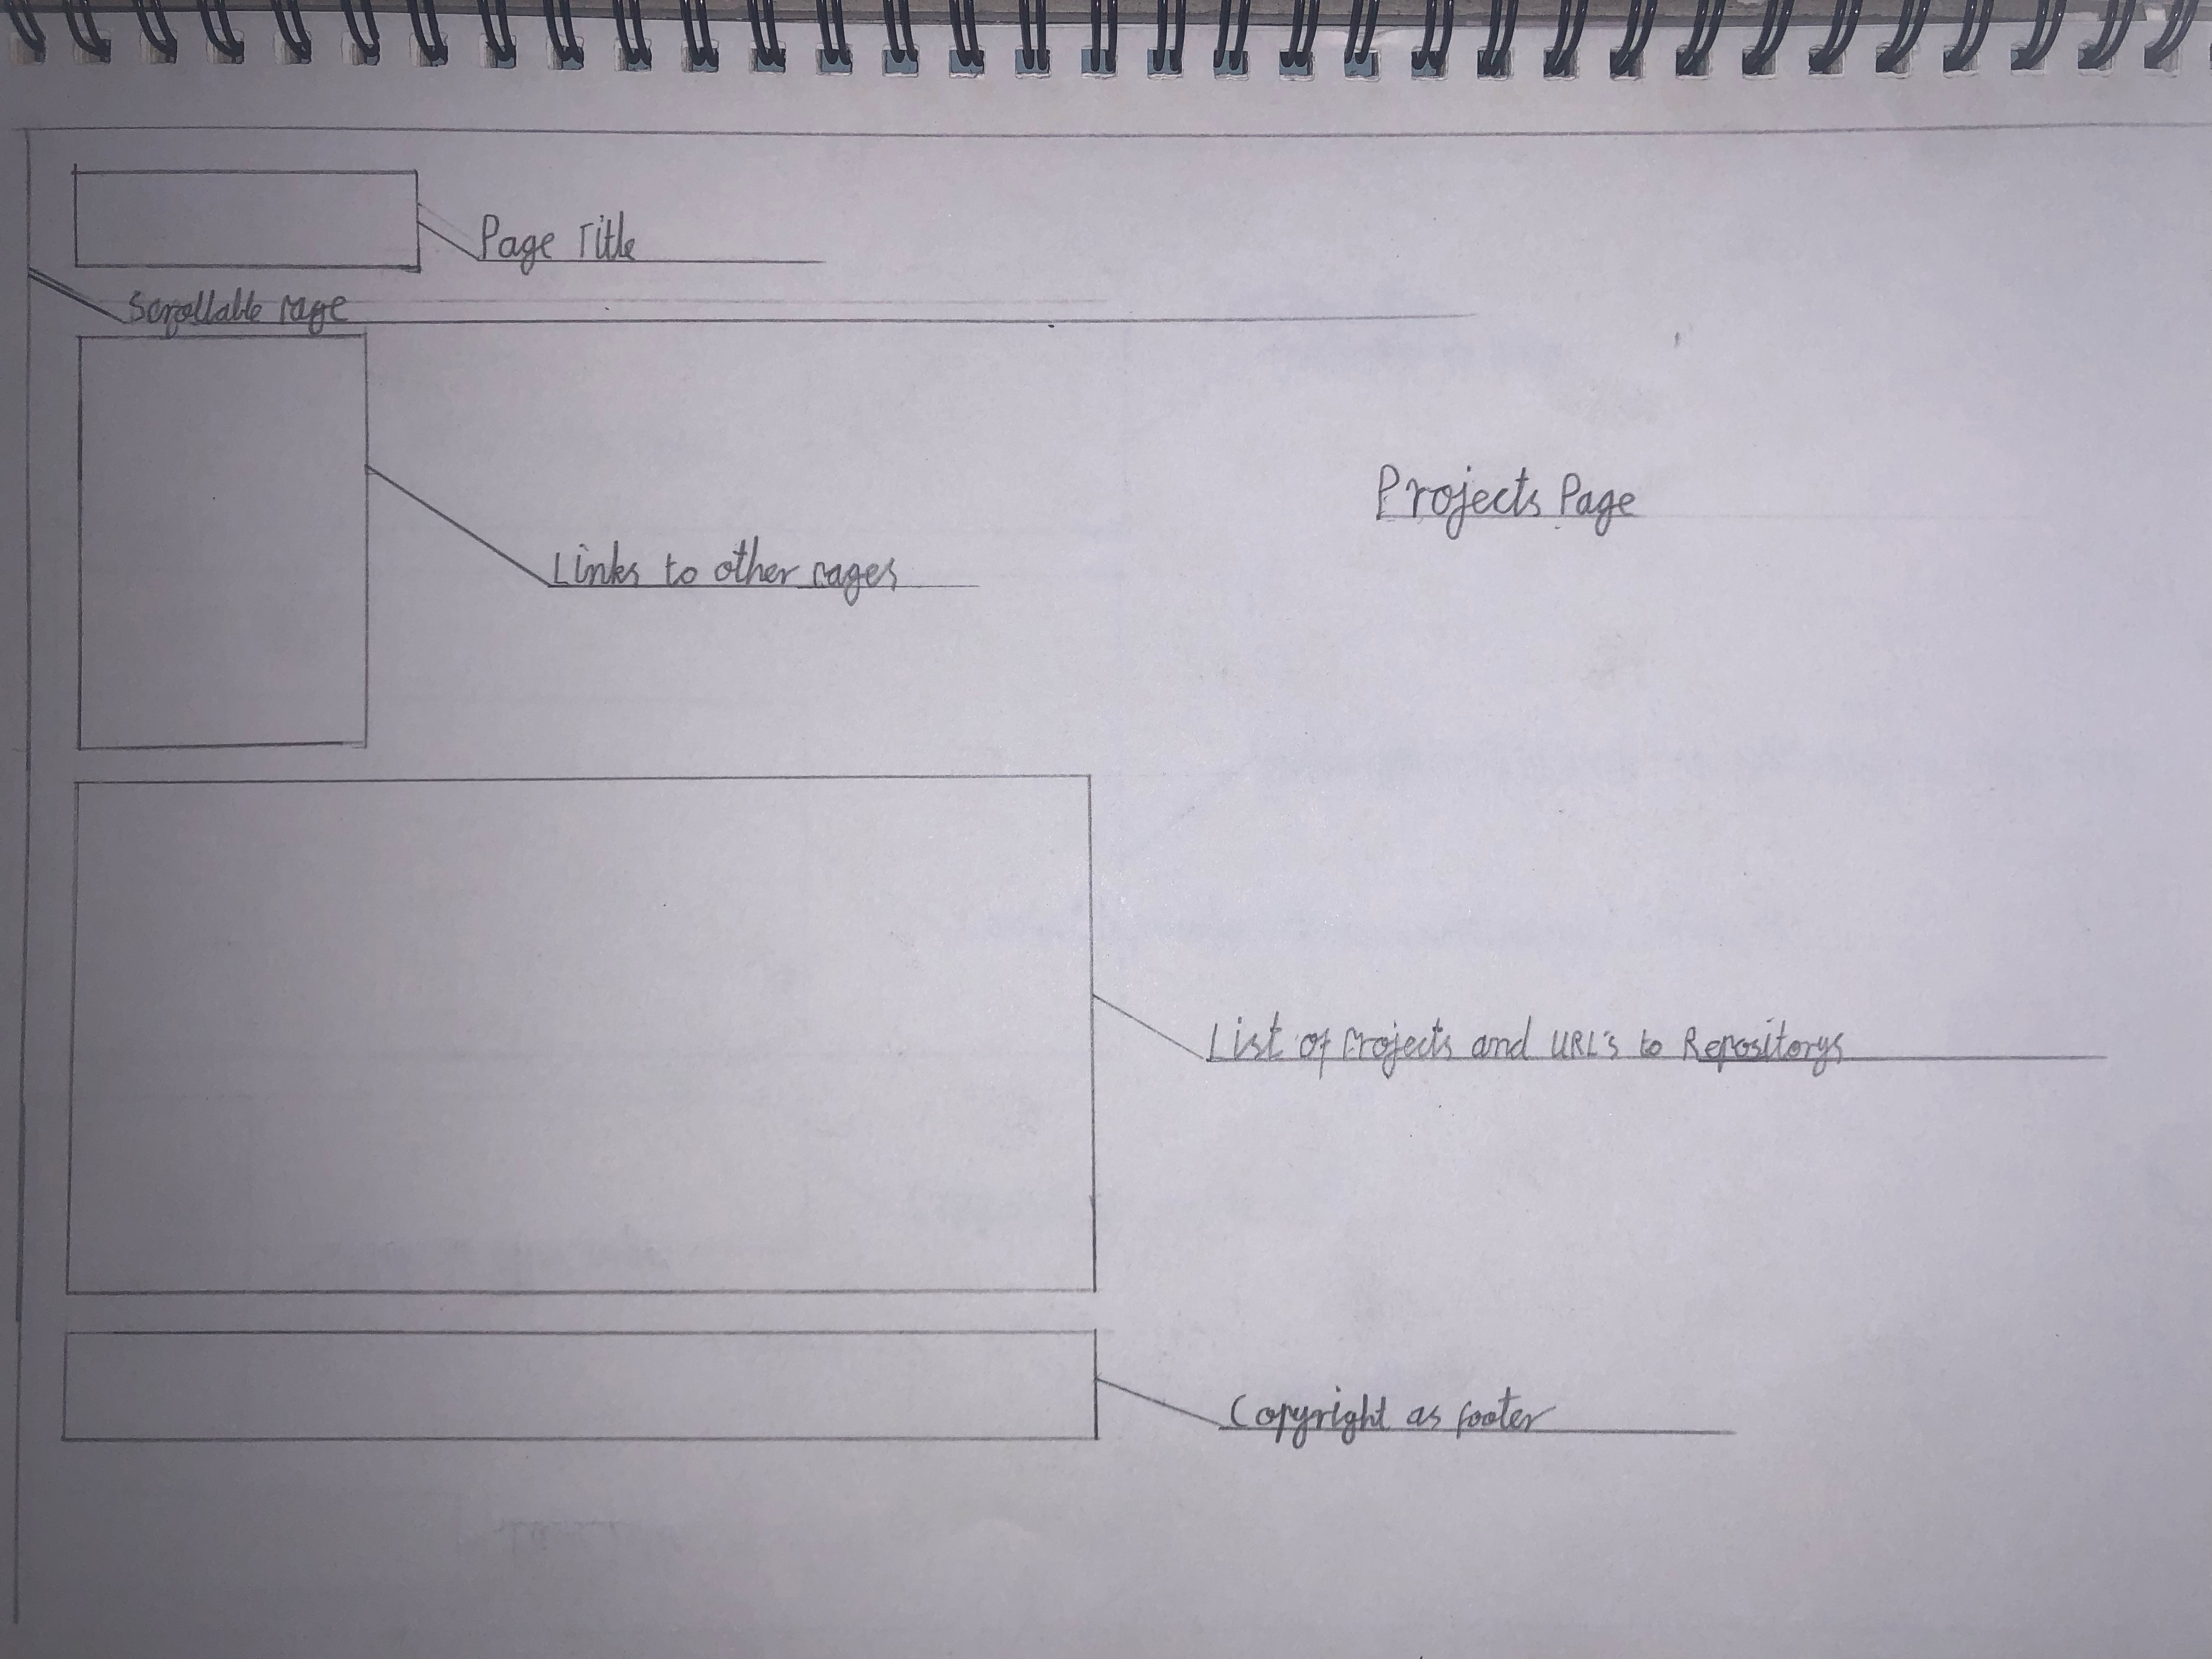 Page Title
Scrollable page
Projects Page
Links to other pages
List of Projects and URL's to Repositorys
Copyright as footer